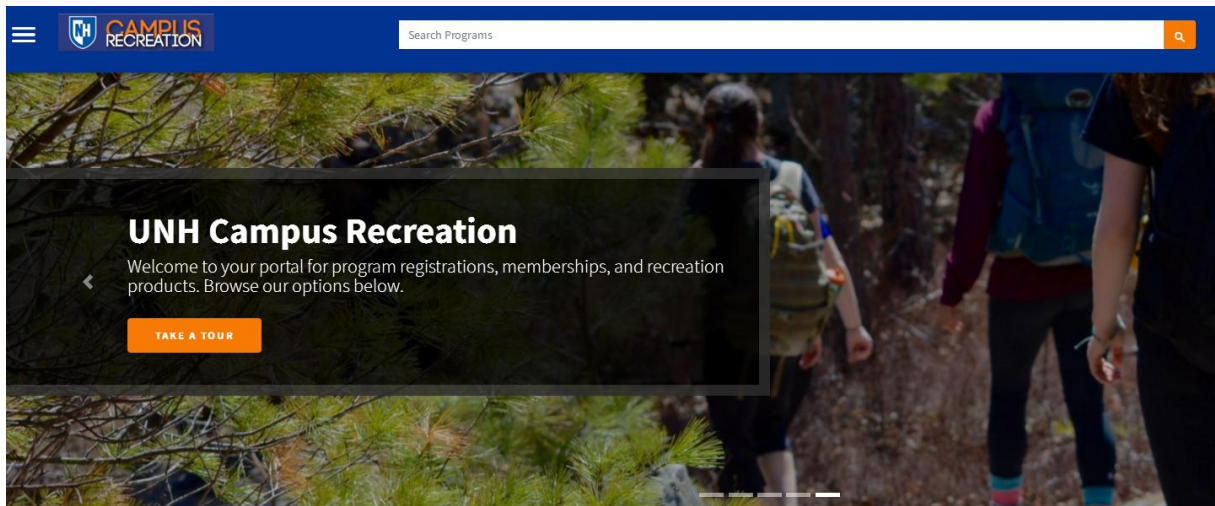 NH
CAMPUS
RECREATION
Search Programs
UNH Campus Recreation
Welcome to your portal for program registrations, memberships, and recreation
products. Browse our options below.
TAKE A TOUR